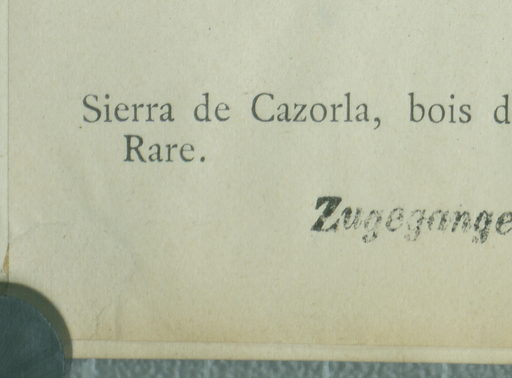 Sierra de Cazorla, bois d
Rare.
Zugegange